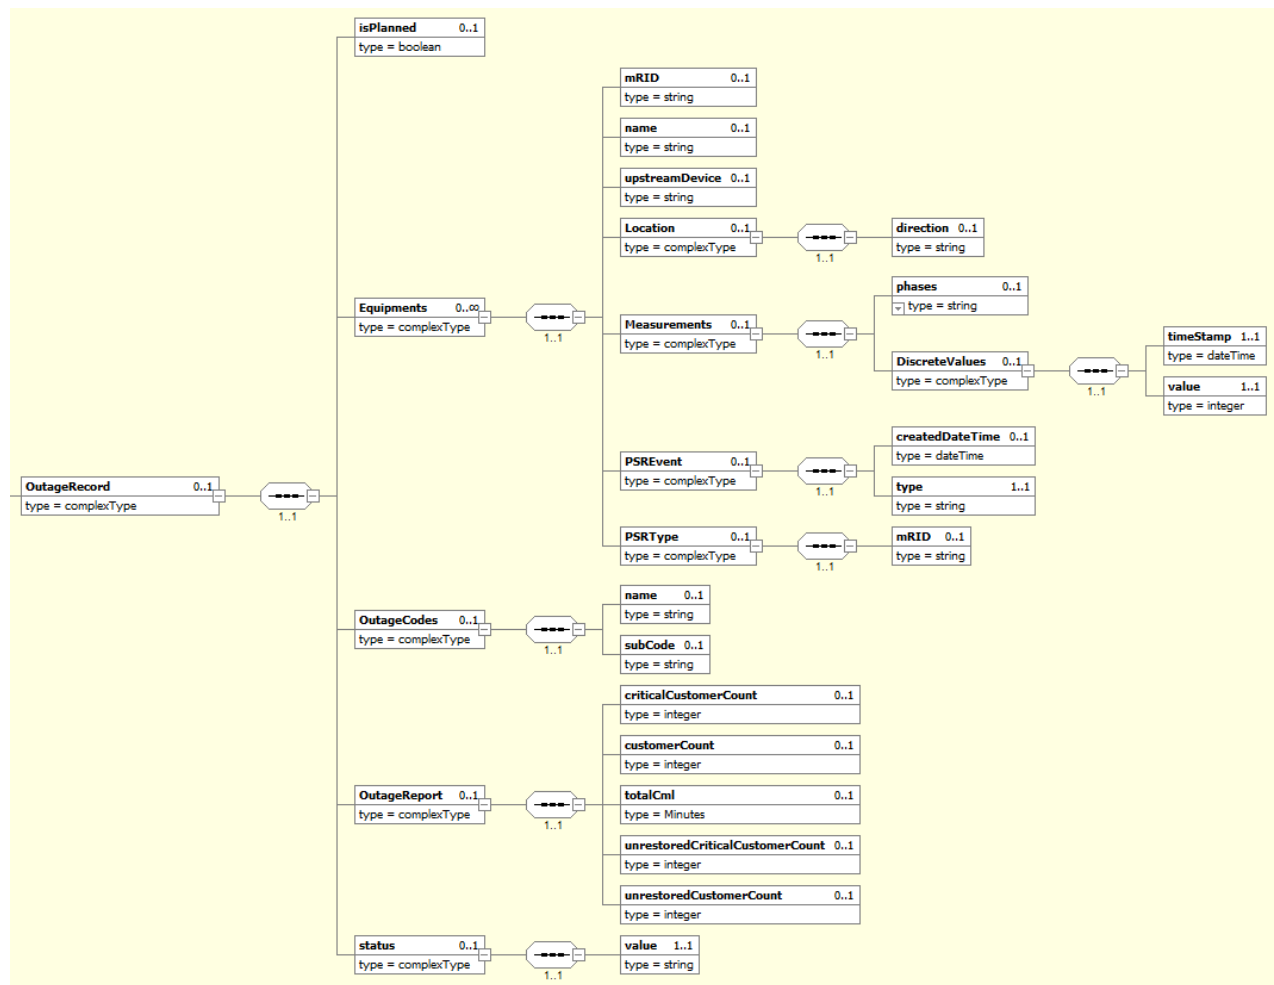 isPlanned 0..1
type = boolean
mRID 0..1
type = string
name 0..1
type = string
upstreamDevice 0..1
type = string
Location 0..1
type = complexType
1..1
direction 0..1
type = string
Equipments 0..∞
type = complexType
1..1
Measurements 0..1
type = complexType
1..1
phases 0..1
type = string
DiscreteValues 0..1
type = complexType
1..1
timeStamp 1..1
type = dateTime
value 1..1
type = integer
PSREvent 0..1
type = complexType
1..1
createdDateTime 0..1
type = dateTime
type 1..1
type = string
OutageRecord 0..1
type = complexType
1..1
PSRType 0..1
type = complexType
1..1
mRID 0..1
type = string
OutageCodes 0..1
type = complexType
1..1
name 0..1
type = string
subCode 0..1
type = string
OutageReport 0..1
type = complexType
1..1
criticalCustomerCount 0..1
type = integer
customerCount 0..1
type = integer
totalCml 0..1
type = Minutes
unrestoredCriticalCustomerCount 0..1
type = integer
unrestoredCustomerCount 0..1
type = integer
status 0..1
type = complexType
1..1
value 1..1
type = string